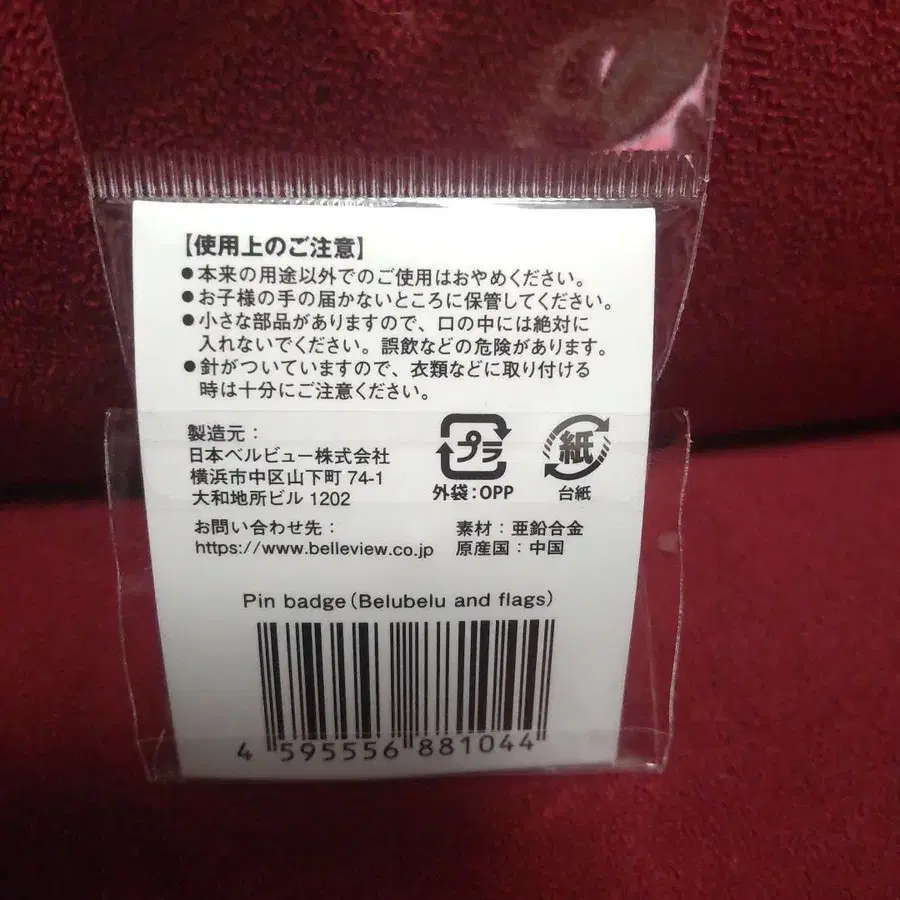 【使用上のご注意】
●本来の用途以外でのご使用はおやめください。
●お子様の手の届かないところに保管してください。
●小さな部品がありますので、口の中には絶対に
入れないでください。誤飲などの危険があります。
●針がついていますので、衣類などに取り付ける
時は十分にご注意ください。
製造元：
日本ベルビュー株式会社
横浜市中区山下町 74-1
大和地所ビル 1202
プラ
外袋：OPP
紙
台紙
お問い合わせ先：
https://www.belleview.co.jp
素材：亜鉛合金
原産国：中国
Pin badge(Belubelu and flags)
4 595556 881044